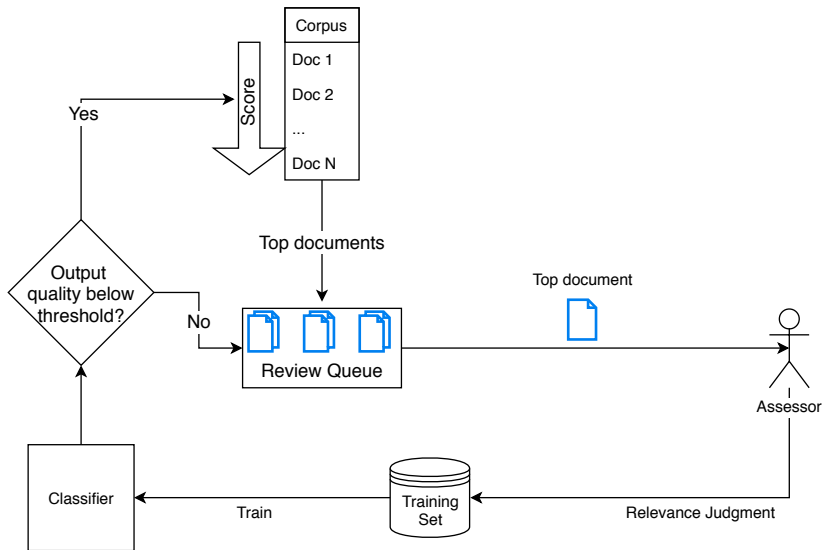 Corpus
Doc 1
Doc 2
...
Doc N
Score
Yes
Top documents
Output
quality below
threshold?
No
Top document
Review Queue
Assessor
Classifier
Train
Training
Set
Relevance Judgment